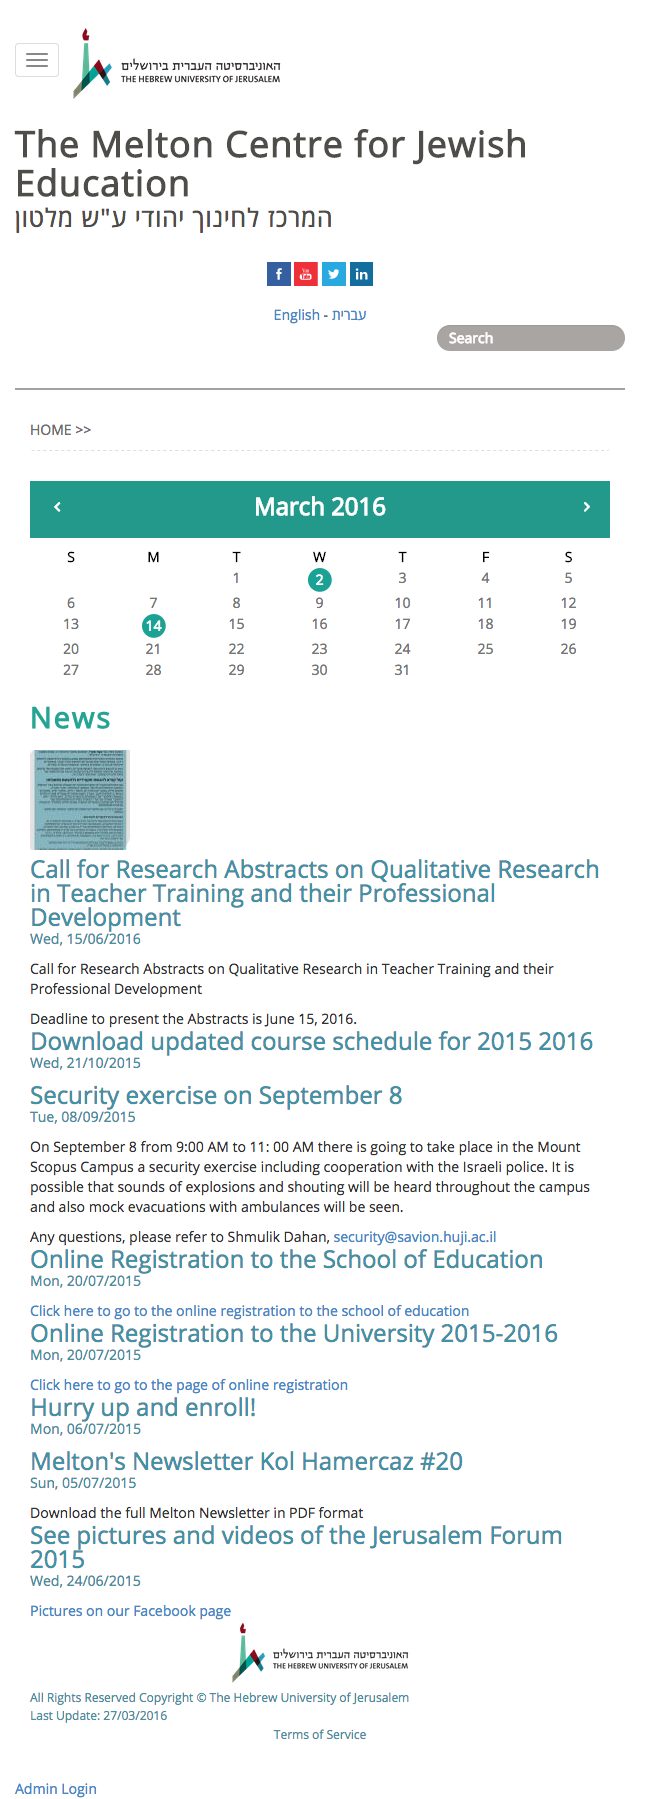 האוניברסיטה העברית בירושלים
THE HEBREW UNIVERSITY OF JERUSALEM
The Melton Centre for Jewish
Education
המרכז לחינוך יהודי ע"ש מלטון
English - עברית
Search
HOME >>
March 2016
S M T W T F S
1 2 3 4 5
6 7 8 9 10 11 12
13 14 15 16 17 18 19
20 21 22 23 24 25 26
27 28 29 30 31
News
Call for Research Abstracts on Qualitative Research
in Teacher Training and their Professional
Development
Wed, 15/06/2016
Call for Research Abstracts on Qualitative Research in Teacher Training and their
Professional Development
Deadline to present the Abstracts is June 15, 2016.
Download updated course schedule for 2015 2016
Wed, 21/10/2015
Security exercise on September 8
Tue, 08/09/2015
On September 8 from 9:00 AM to 11: 00 AM there is going to take place in the Mount
Scopus Campus a security exercise including cooperation with the Israeli police. It is
possible that sounds of explosions and shouting will be heard throughout the campus
and also mock evacuations with ambulances will be seen.
Any questions, please refer to Shmulik Dahan, security@savion.huji.ac.il
Online Registration to the School of Education
Mon, 20/07/2015
Click here to go to the online registration to the school of education
Online Registration to the University 2015-2016
Mon, 20/07/2015
Click here to go to the page of online registration
Hurry up and enroll!
Mon, 06/07/2015
Melton's Newsletter Kol Hamercaz #20
Sun, 05/07/2015
Download the full Melton Newsletter in PDF format
See pictures and videos of the Jerusalem Forum
2015
Wed, 24/06/2015
Pictures on our Facebook page
האוניברסיטה העברית בירושלים
THE HEBREW UNIVERSITY OF JERUSALEM
All Rights Reserved Copyright © The Hebrew University of Jerusalem
Last Update: 27/03/2016
Terms of Service
Admin Login